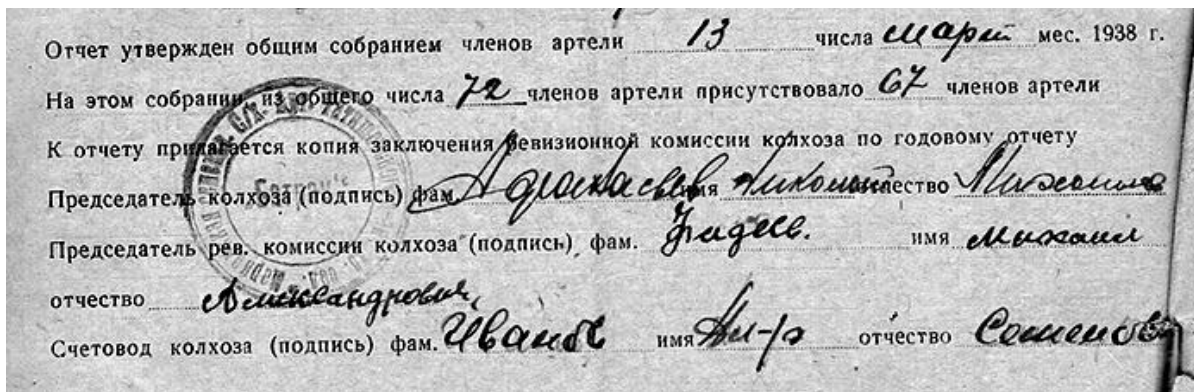 Отчет утвержден общим собранием членов артели 13 числа март мес. 1938 г.
На этом собрании, из общего числа 72 членов артели присутствовало 67 членов артели
К отчету прилагается копия заключения ревизионной комиссии колхоза по годовому отчету
Председатель колхоза (подпись) фам. имя Николай отчество
Председатель рев. комиссии колхоза (подпись) фам. имя Михаил
отчество Александрович
Счетовод колхоза (подпись) фам. Иванов имя Ал-р отчество Семенов